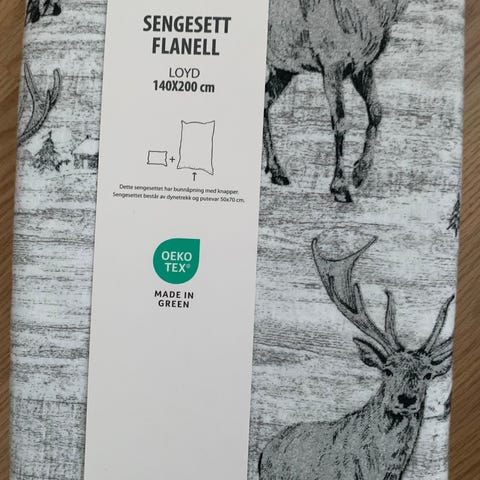 SENGESETT
FLANELL
LOYD
140X200 cm
+
Dette sengesettet har bunnåpning med knapper.
Sengesettet består av dynetrekk og putevar 50x70 cm.
OEKO
TEX®
MADE IN
GREEN